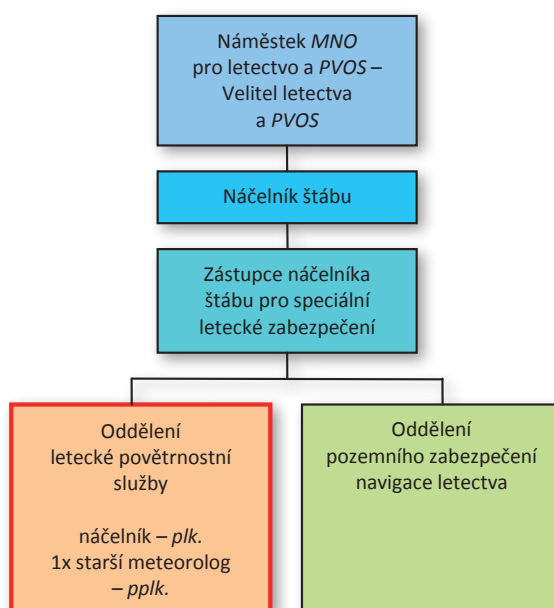 Náměstek MNO
pro letectvo a PVOS –
Velitel letectva
a PVOS
Náčelník štábu
Zástupce náčelníka
štábu pro speciální
letecké zabezpečení
Oddělení
letecké povětrnostní
služby
náčelník – plk.
1x starší meteorolog
– pplk.
Oddělení
pozemního zabezpečení
navigace letectva